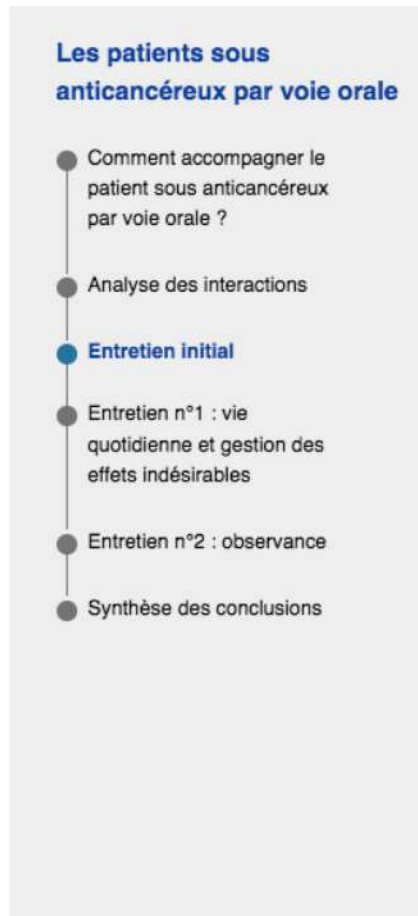 Les patients sous
anticancéreux par voie orale
Comment accompagner le
patient sous anticancéreux
par voie orale ?
Analyse des interactions
Entretien initial
Entretien n°1 : vie
quotidienne et gestion des
effets indésirables
Entretien n°2 : observance
Synthèse des conclusions